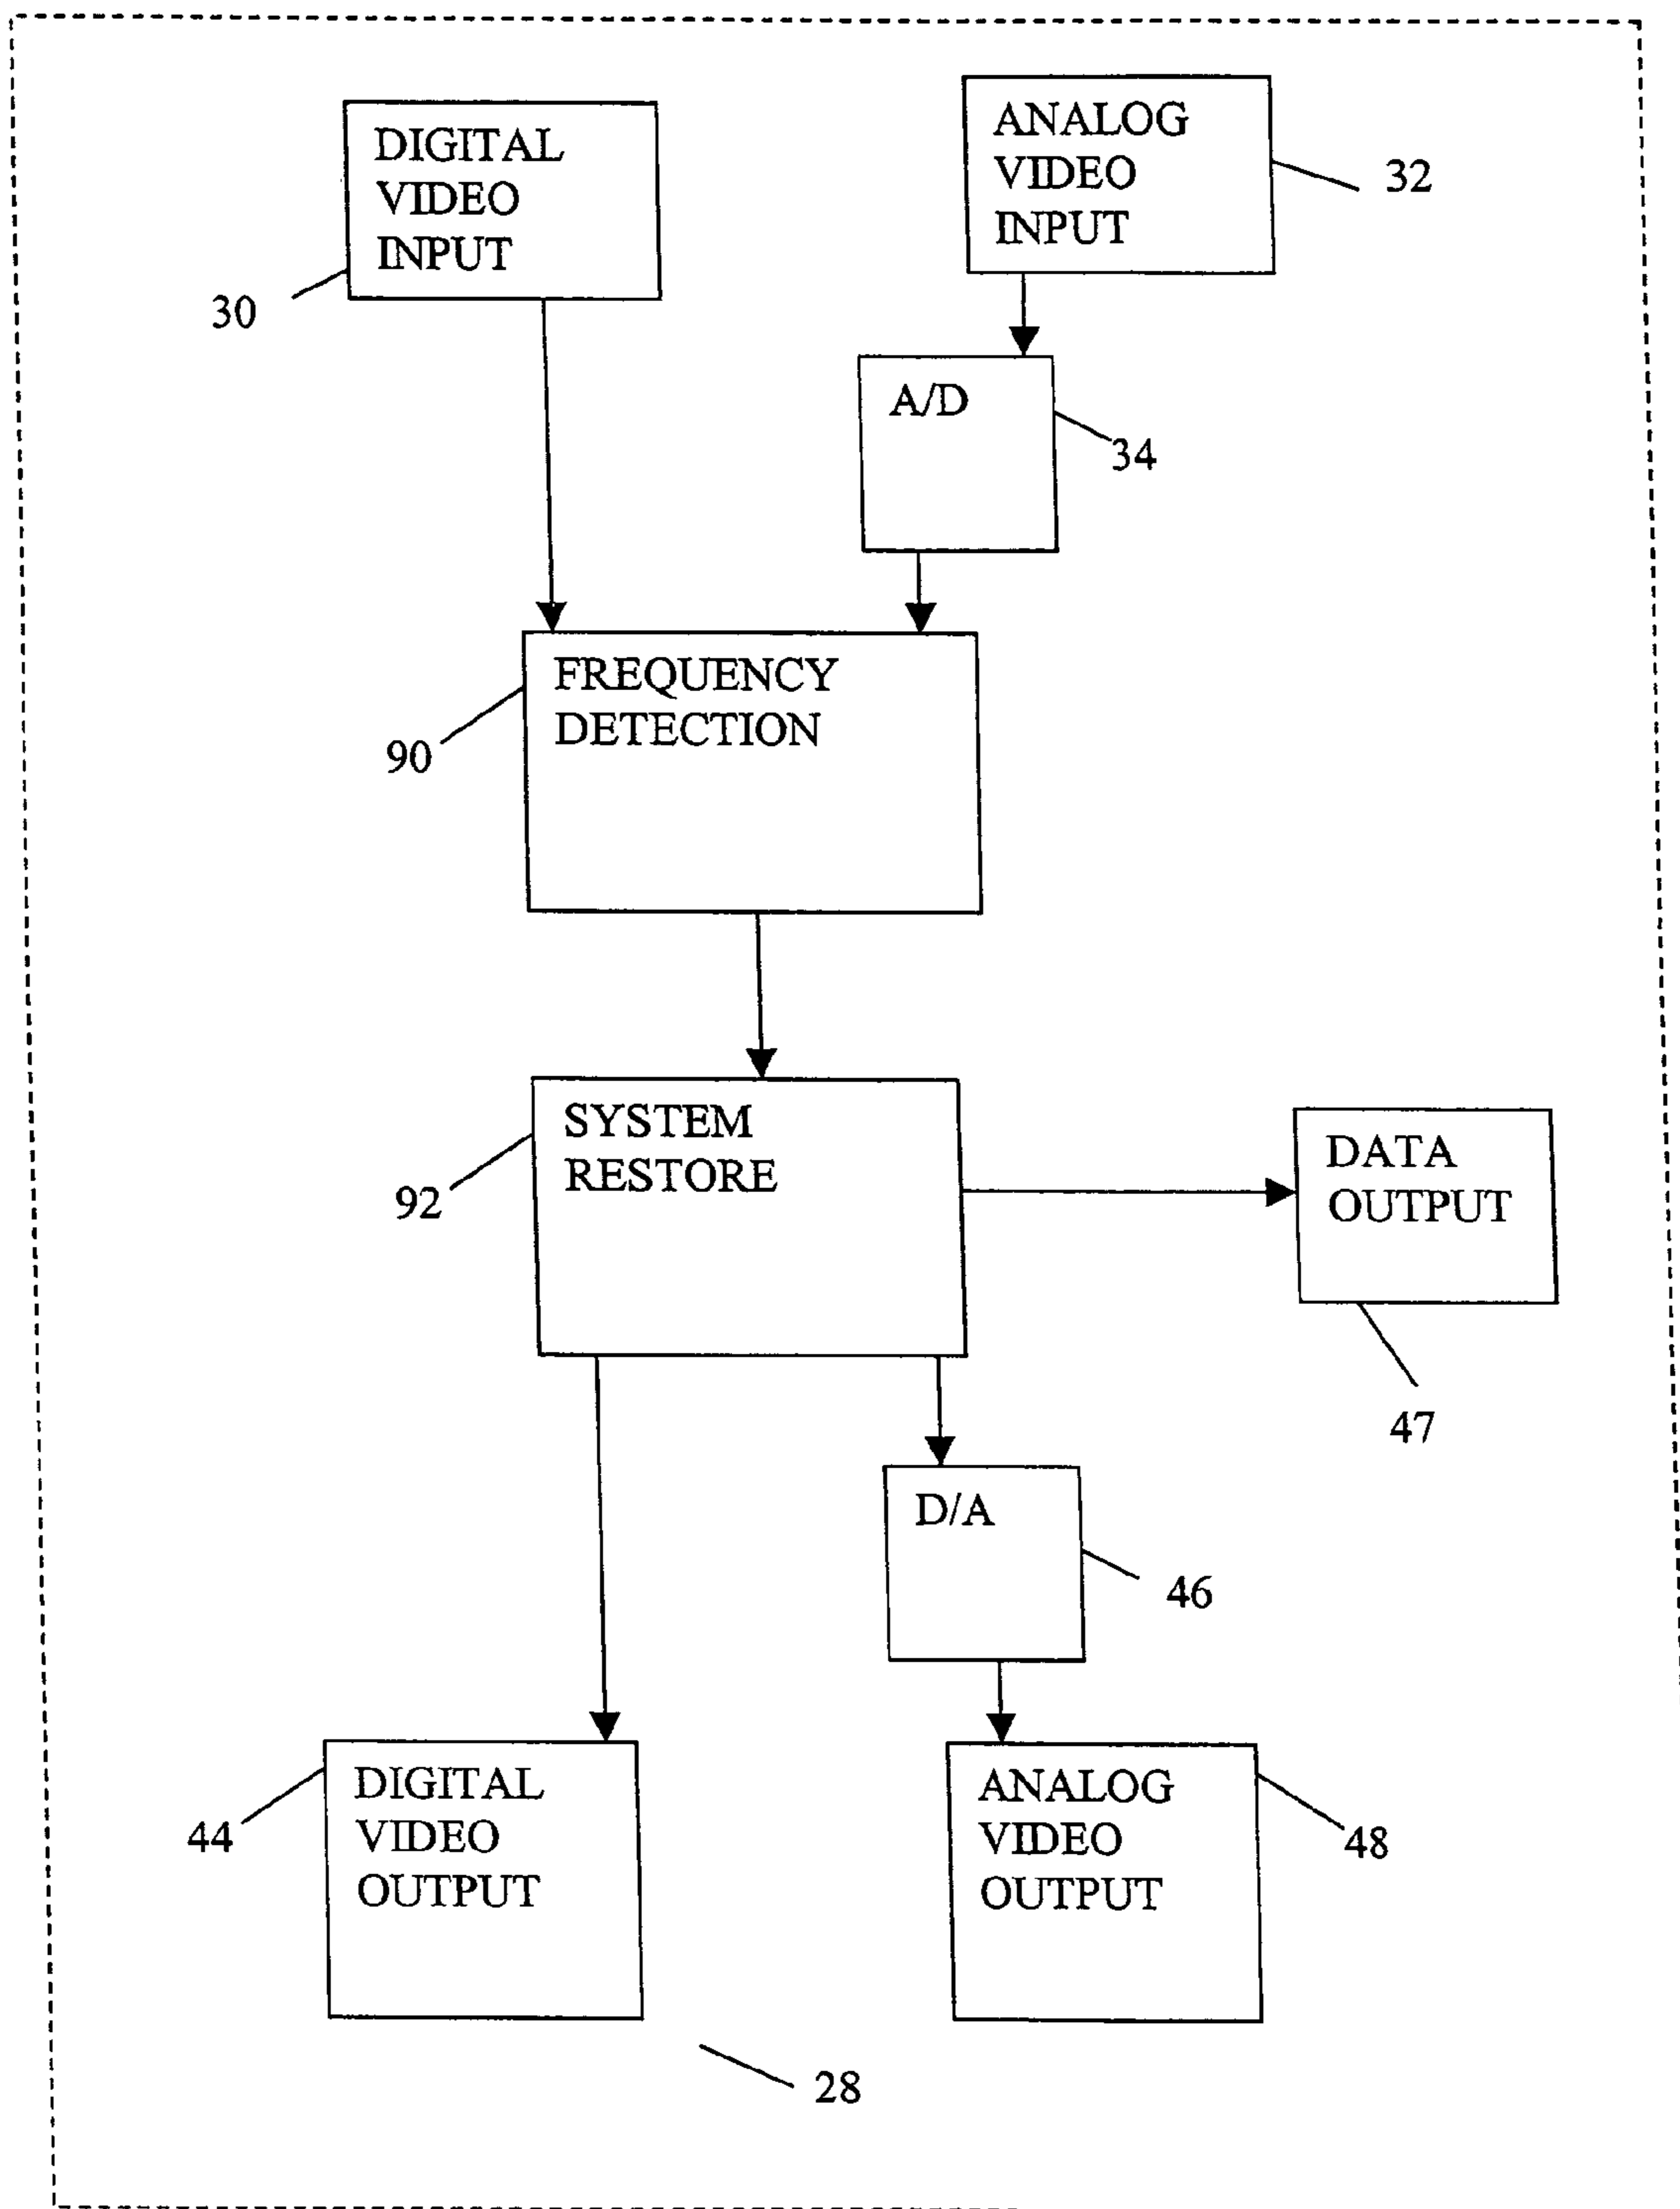 DIGITAL
VIDEO
INPUT
30
ANALOG
VIDEO
INPUT
32
A/D
34
FREQUENCY
DETECTION
90
SYSTEM
RESTORE
92
DATA
OUTPUT
47
D/A
46
DIGITAL
VIDEO
OUTPUT
44
ANALOG
VIDEO
OUTPUT
48
28